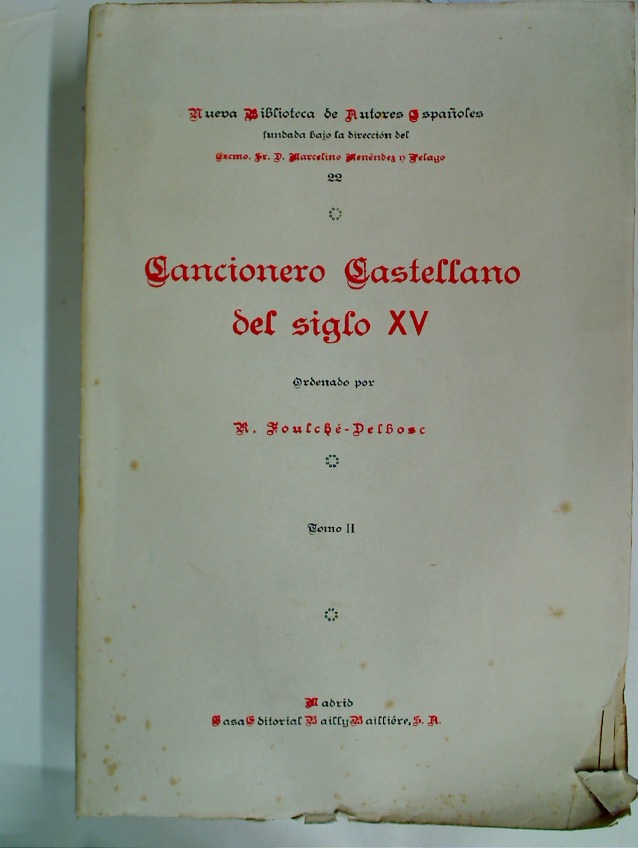 Nueva Biblioteca de Autores Españoles
fundada bajo la dirección del
Excmo. Sr. D. Marcelino Menéndez y Pelayo
22
Cancionero Castellano
del siglo XV
Ordenado por
R. Foulché-Delbosc
Tomo II
Madrid
Casa Editorial Bailly Bailliére, S. A.